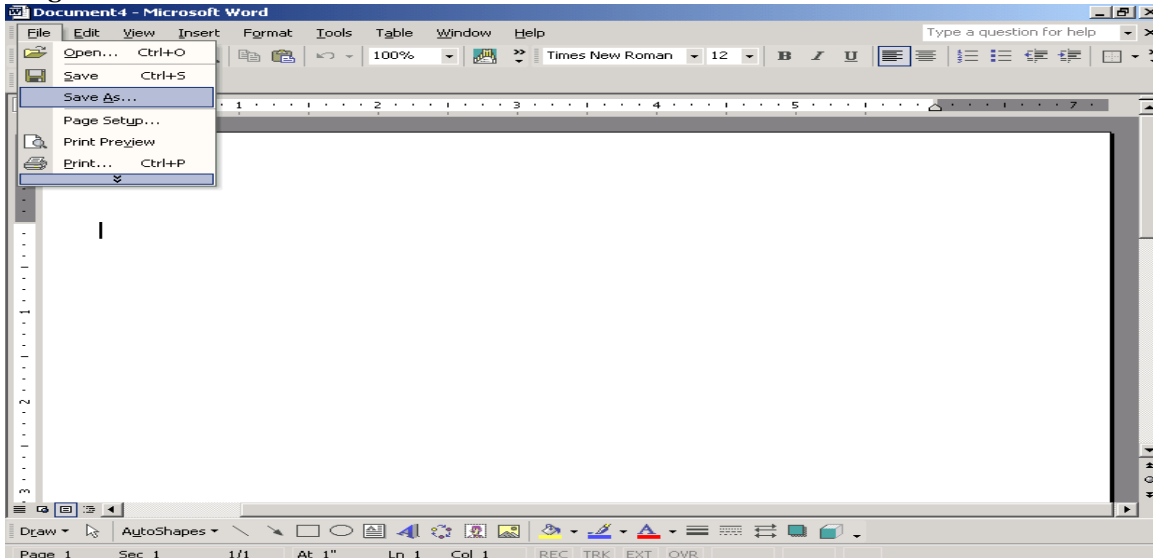 Document4 - Microsoft Word
File Edit View Insert Format Tools Table Window Help Type a question for help
Open... Ctrl+O 100% Times New Roman 12 B I U
Save Ctrl+S
Save As...
1 2 3 4 5 7
Page Setup...
Print Preview
Print... Ctrl+P
1
2
3
Draw AutoShapes
Page 1 Sec 1 1/1 At 1" Ln 1 Col 1 REC TRK EXT OVR